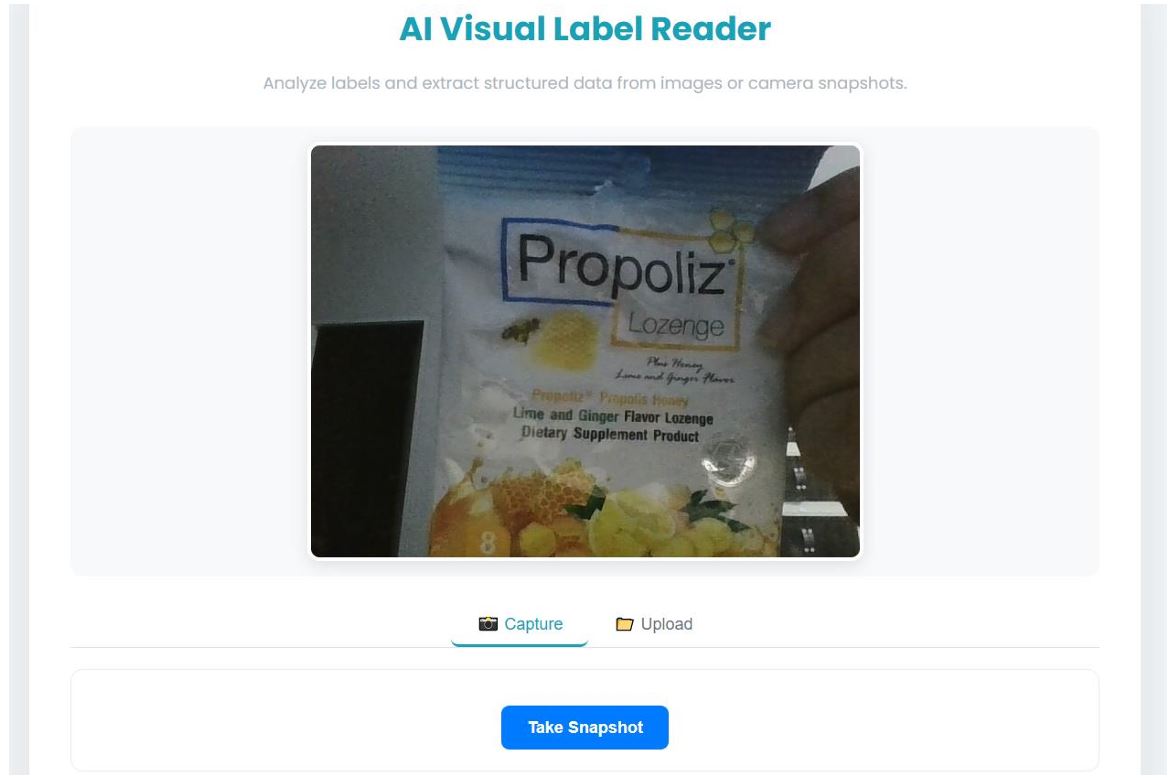 AI Visual Label Reader
Analyze labels and extract structured data from images or camera snapshots.
Propoliz®
Lozenge
Plus Honey
Lime and Ginger Flavor
Propoliz® Propolis Honey
Lime and Ginger Flavor Lozenge
Dietary Supplement Product
8
Capture
Upload
Take Snapshot